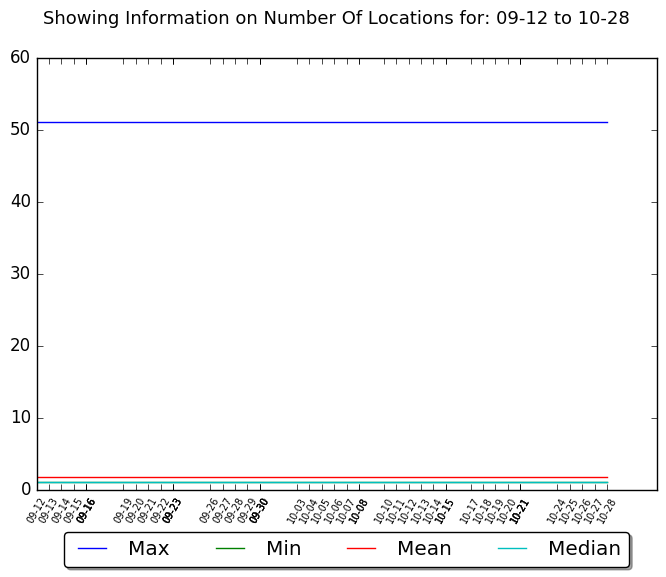 Showing Information on Number Of Locations for: 09-12 to 10-28
60
50
40
30
20
10
0
09-12 09-13 09-14 09-15 09-16 09-19 09-20 09-21 09-22 09-23 09-26 09-27 09-28 09-29 09-30 10-03 10-04 10-05 10-06 10-07 10-08 10-10 10-11 10-12 10-13 10-14 10-15 10-17 10-18 10-19 10-20 10-21 10-24 10-25 10-26 10-27 10-28
Max Min Mean Median